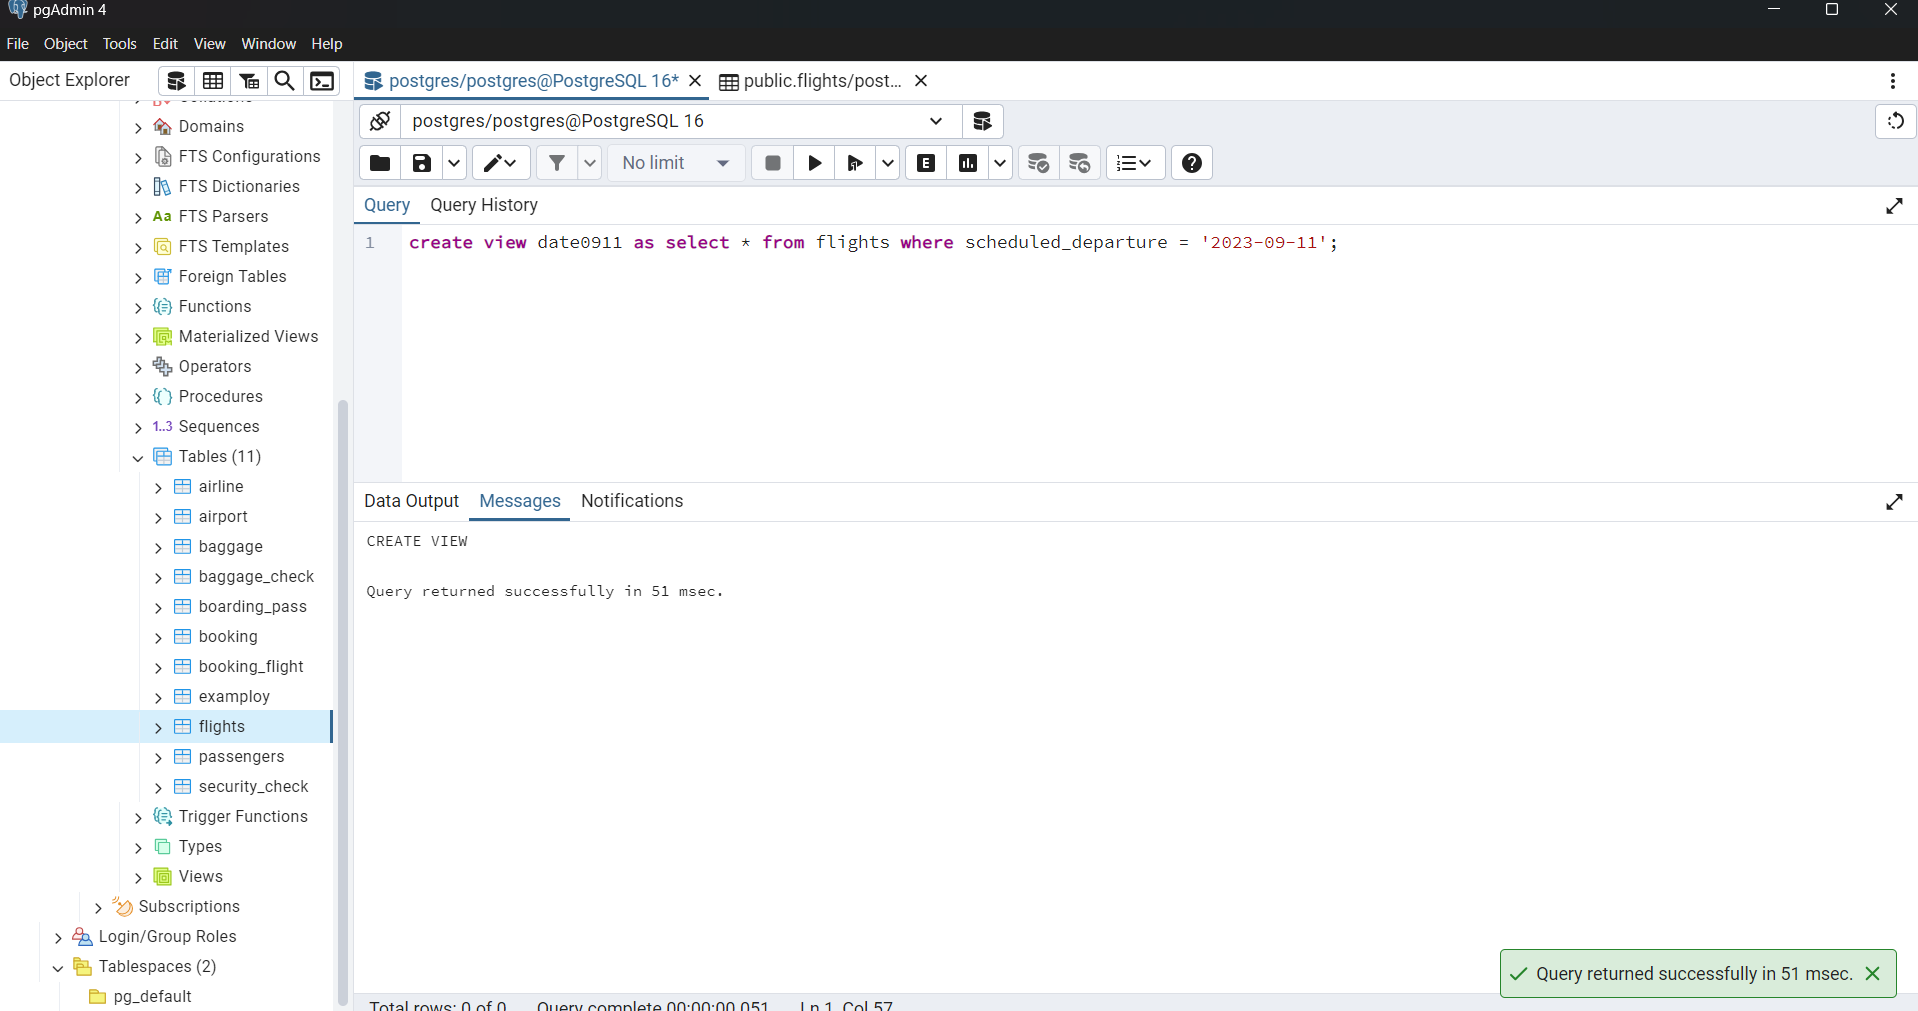 pgAdmin 4
File Object Tools Edit View Window Help
Object Explorer
postgres/postgres@PostgreSQL 16*
public.flights/post...
postgres/postgres@PostgreSQL 16
No limit
E
Query Query History
1 create view date0911 as select * from flights where scheduled_departure = '2023-09-11';
Domains
FTS Configurations
FTS Dictionaries
Aa FTS Parsers
FTS Templates
Foreign Tables
Functions
Materialized Views
Operators
Procedures
1..3 Sequences
Tables (11)
airline
airport
baggage
baggage_check
boarding_pass
booking
booking_flight
examploy
flights
passengers
security_check
Trigger Functions
Types
Views
Subscriptions
Login/Group Roles
Tablespaces (2)
pg_default
Data Output Messages Notifications
CREATE VIEW
Query returned successfully in 51 msec.
Query returned successfully in 51 msec.
Total rows: 0 of 0 Query complete 00:00:00.051 Ln 1, Col 57